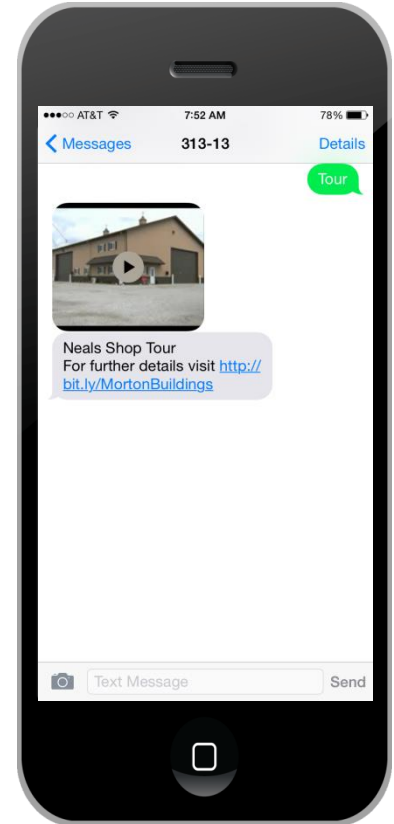 AT&T 7:52 AM 78%
Messages 313-13 Details
Tour
Neals Shop Tour
For further details visit http://
bit.ly/MortonBuildings
Text Message Send